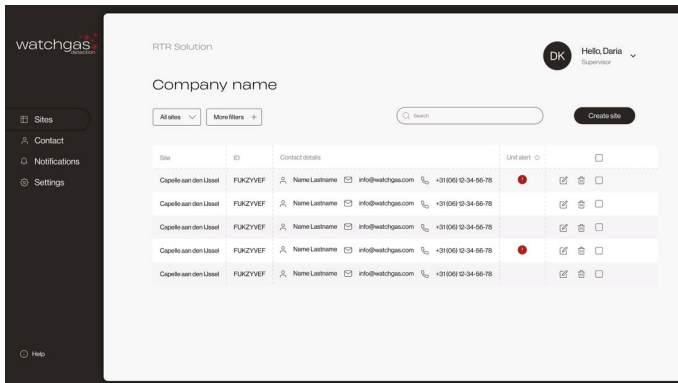 watchgas
detection
RTR Solution
DK
Hello, Daria
Supervisor
Company name
Sites
Contact
Notifications
Settings
Help
All sites
More filters +
Search
Create site
Site ID Contact details Unit alert
Capelle aan den IJssel FUKZYVEF Name Lastname info@watchgas.com +31 (06) 12-34-56-78 !
Capelle aan den IJssel FUKZYVEF Name Lastname info@watchgas.com +31 (06) 12-34-56-78
Capelle aan den IJssel FUKZYVEF Name Lastname info@watchgas.com +31 (06) 12-34-56-78
Capelle aan den IJssel FUKZYVEF Name Lastname info@watchgas.com +31 (06) 12-34-56-78 !
Capelle aan den IJssel FUKZYVEF Name Lastname info@watchgas.com +31 (06) 12-34-56-78